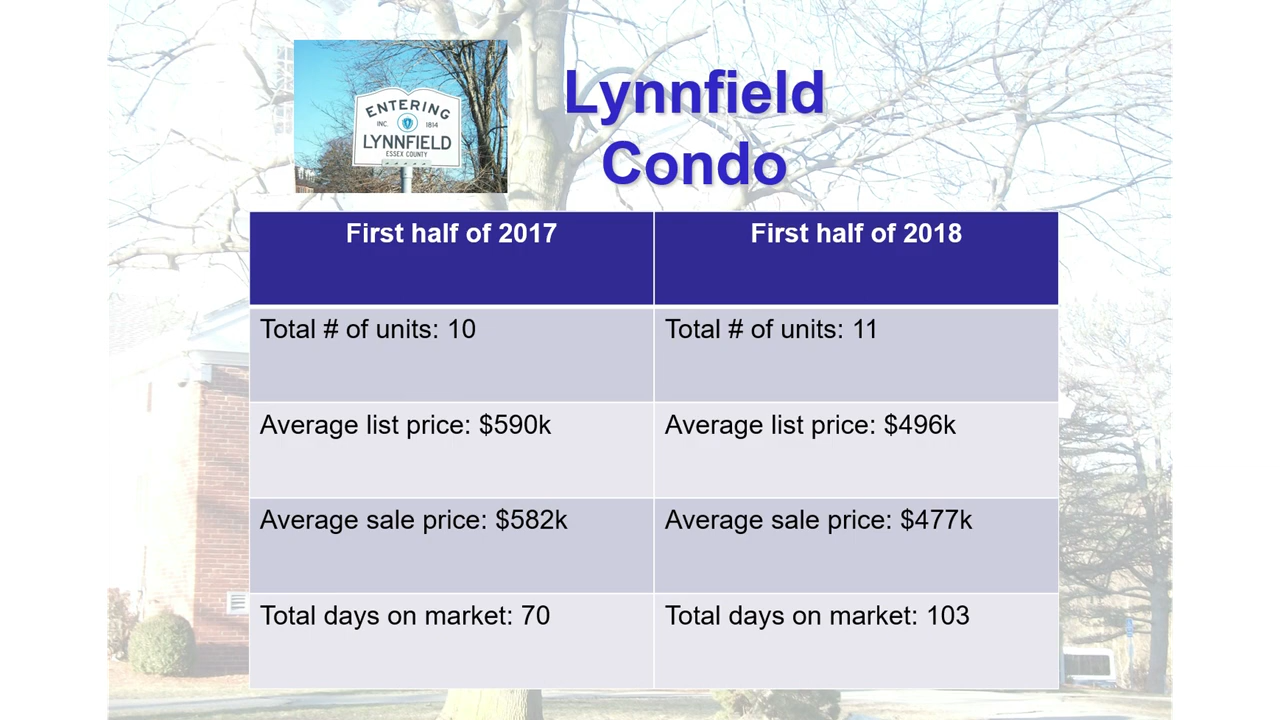 ENTERING
INC. 1814
LYNNFIELD
ESSEX COUNTY
Lynnfield
Condo
First half of 2017 First half of 2018
Total # of units: 10 Total # of units: 11
Average list price: $590k Average list price: $496k
Average sale price: $582k Average sale price: $477k
Total days on market: 70 Total days on market: 103